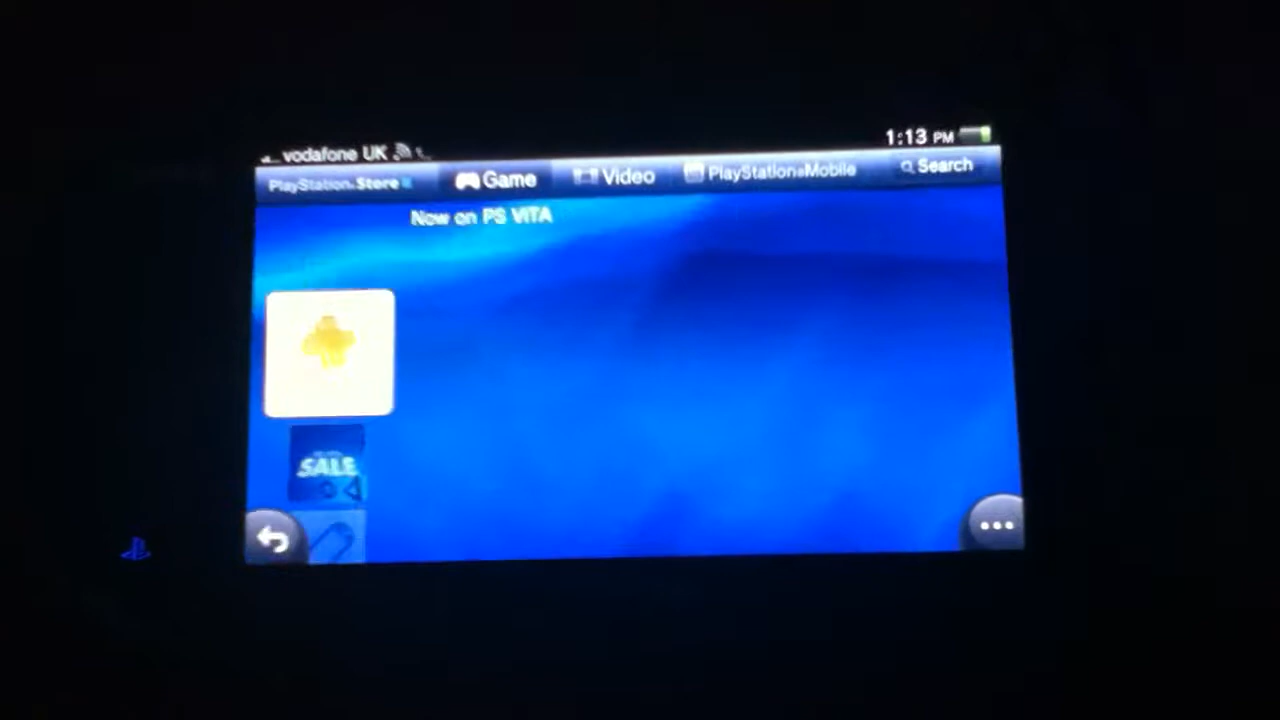 vodafone UK
1:13 PM
PlayStation Store
Game
Video
PlayStation®Mobile
Search
Now on PS VITA
SALE